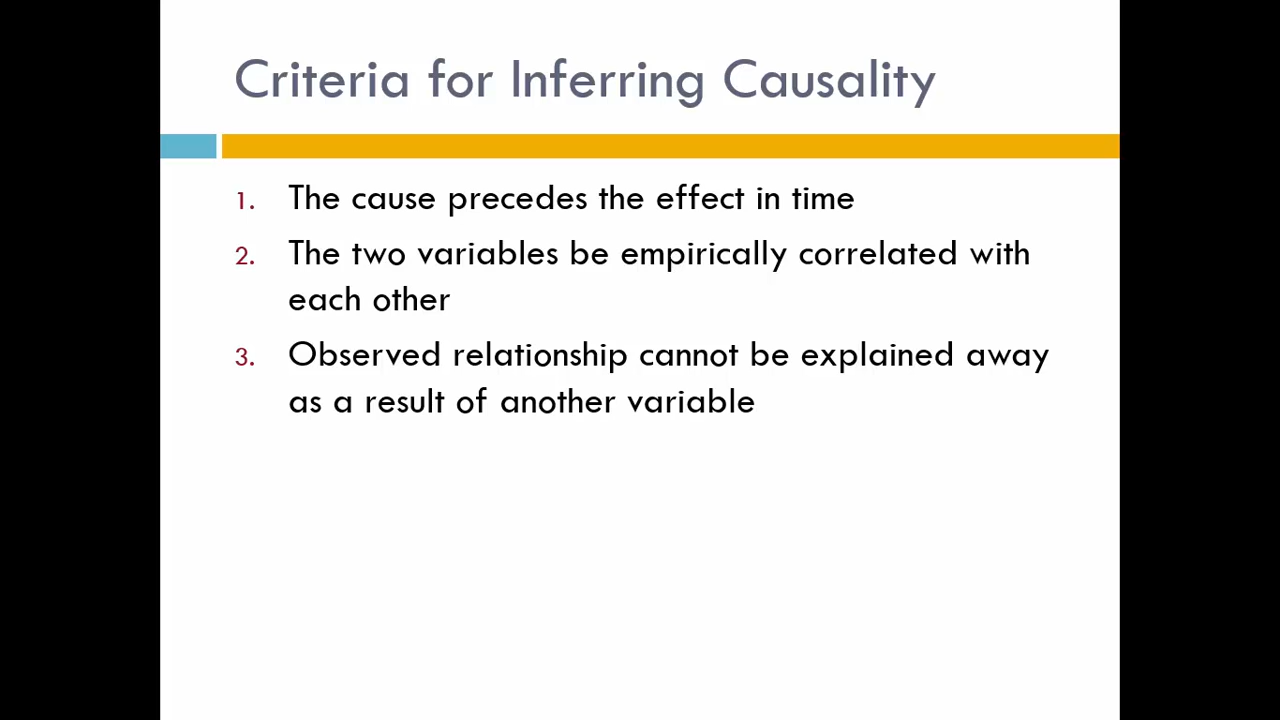 Criteria for Inferring Causality
1. The cause precedes the effect in time
2. The two variables be empirically correlated with
each other
3. Observed relationship cannot be explained away
as a result of another variable